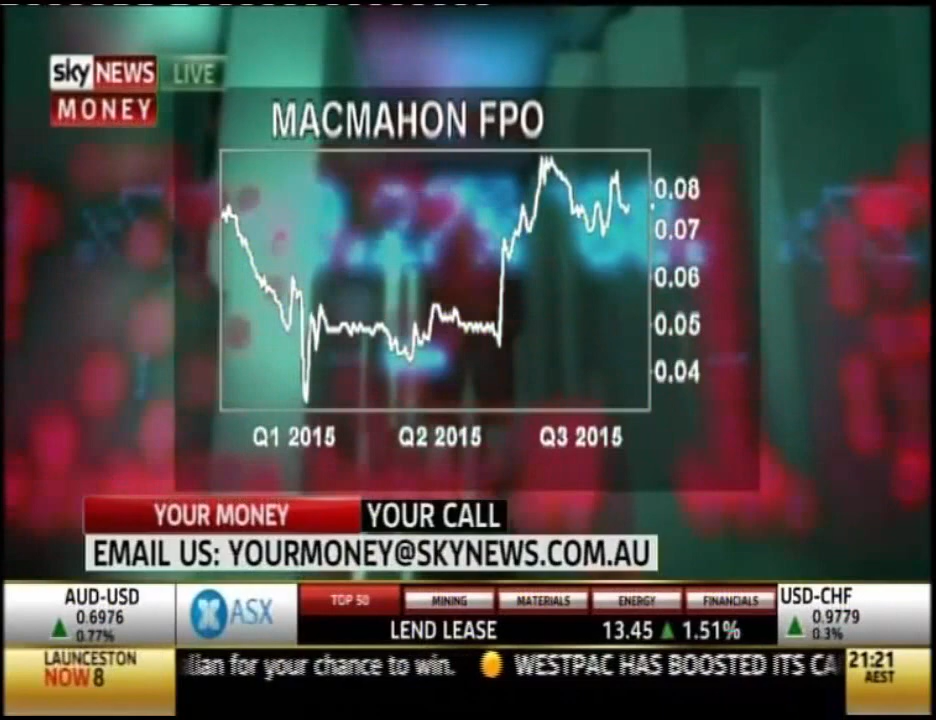 sky NEWS LIVE
MONEY
MACMAHON FPO
0.08
0.07
0.06
0.05
0.04
Q1 2015 Q2 2015 Q3 2015
YOUR MONEY YOUR CALL
EMAIL US: YOURMONEY@SKYNEWS.COM.AU
AUD-USD
0.6976
0.77%
ASX
TOP 50 MINING MATERIALS ENERGY FINANCIALS
LEND LEASE 13.45 1.51%
USD-CHF
0.9779
0.3%
LAUNCESTON
NOW 8
lian for your chance to win. WESTPAC HAS BOOSTED ITS CA
21:21
AEST